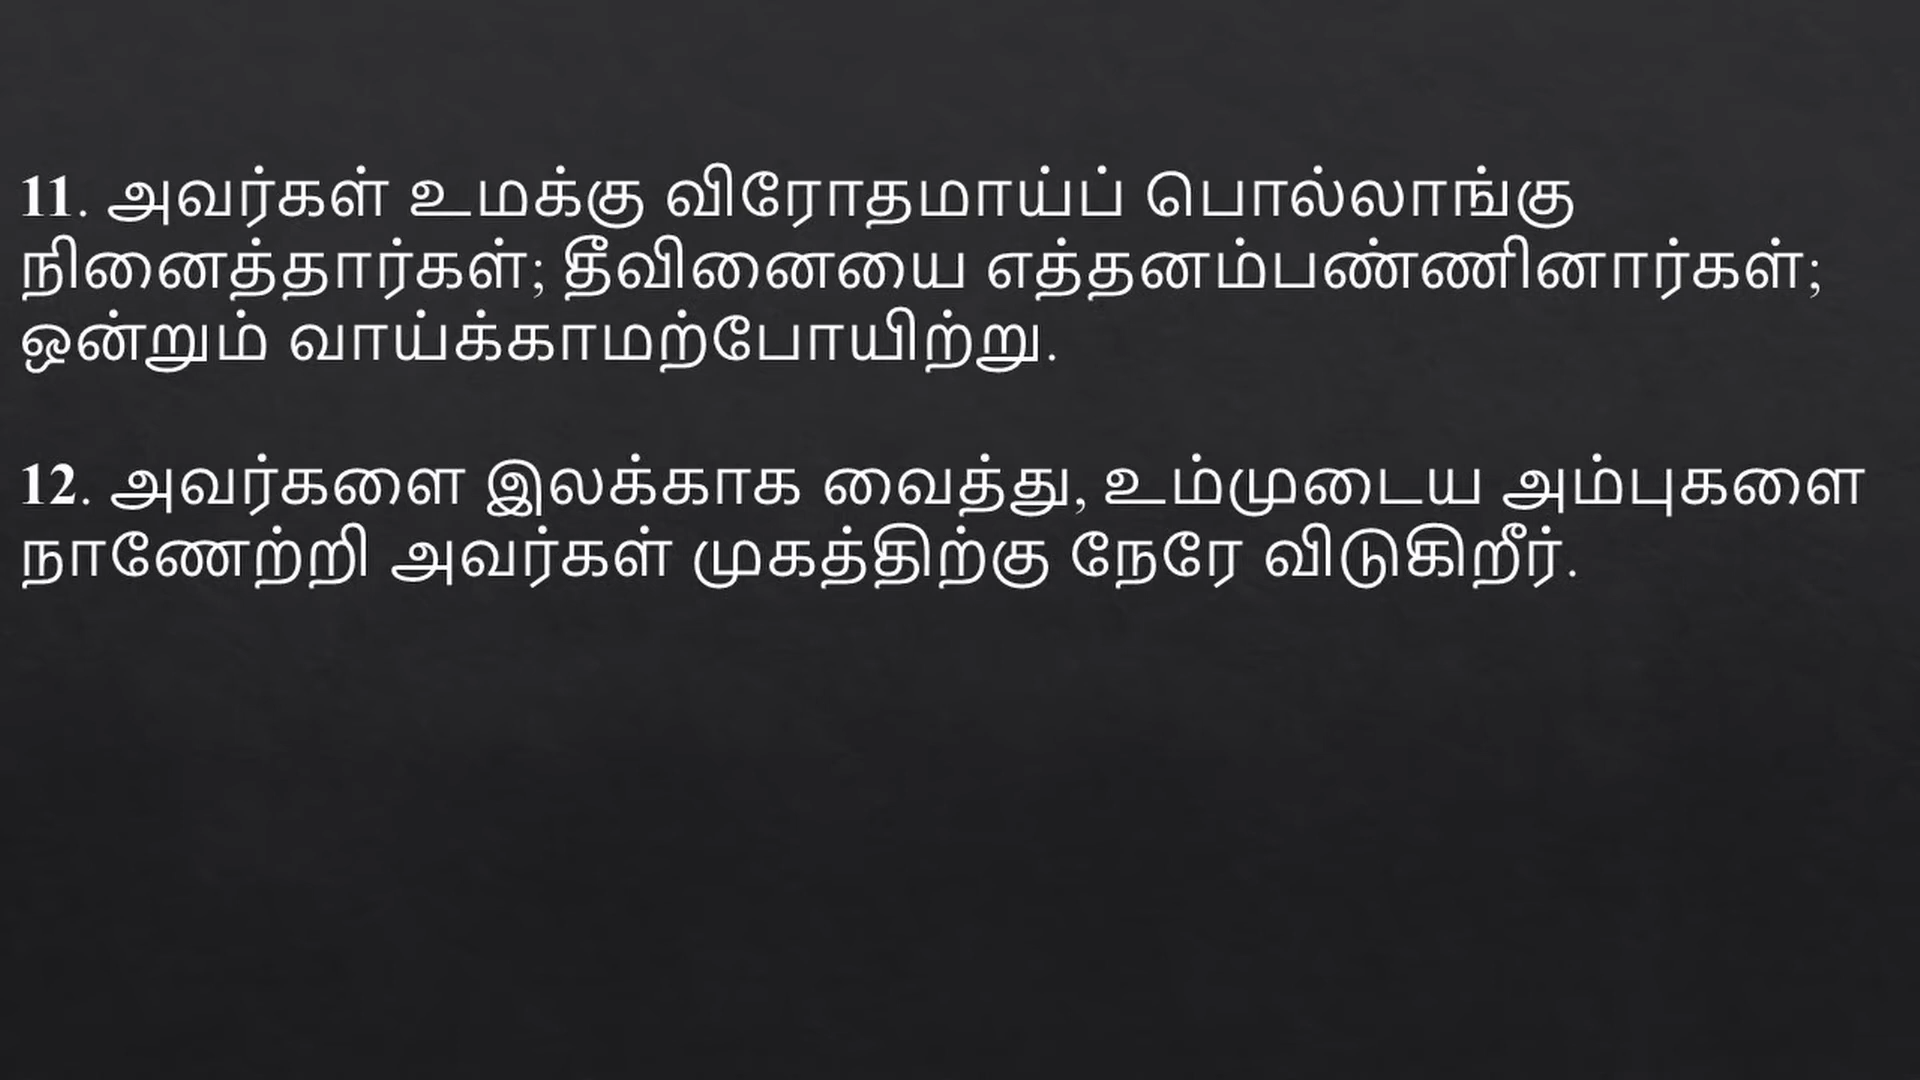 11. அவர்கள் உமக்கு விரோதமாய்ப் பொல்லாங்கு
நினைத்தார்கள்; தீவினையை எத்தனம்பண்ணினார்கள்;
ஒன்றும் வாய்க்காமற்போயிற்று.
12. அவர்களை இலக்காக வைத்து, உம்முடைய அம்புகளை
நாணேற்றி அவர்கள் முகத்திற்கு நேரே விடுகிறீர்.